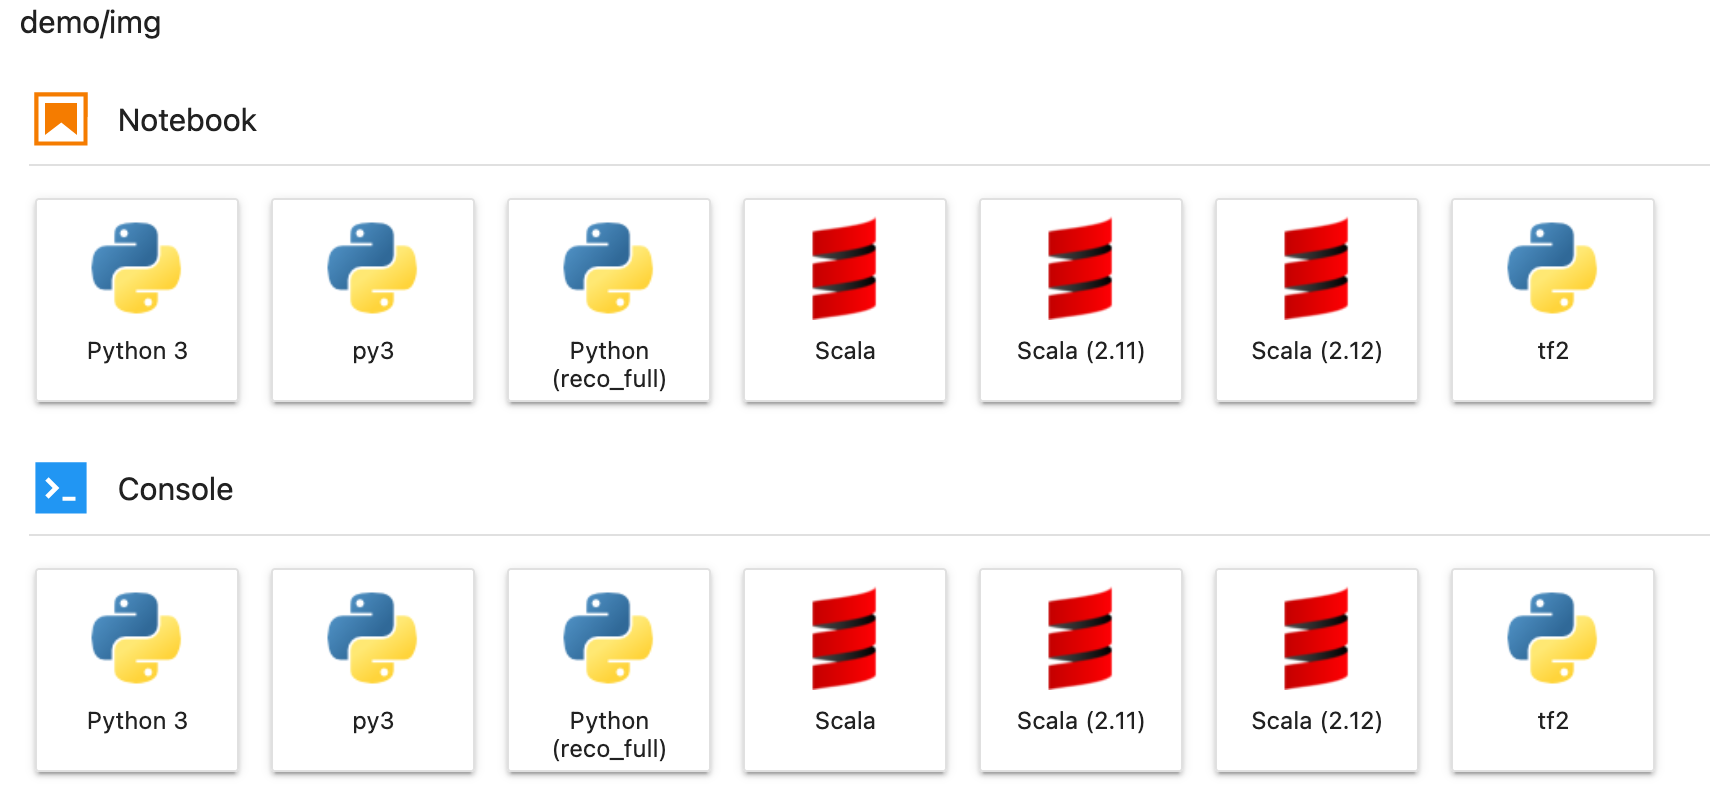 demo/img
Notebook
Python 3
py3
Python
(reco_full)
Scala
Scala (2.11)
Scala (2.12)
tf2
Console
Python 3
py3
Python
(reco_full)
Scala
Scala (2.11)
Scala (2.12)
tf2